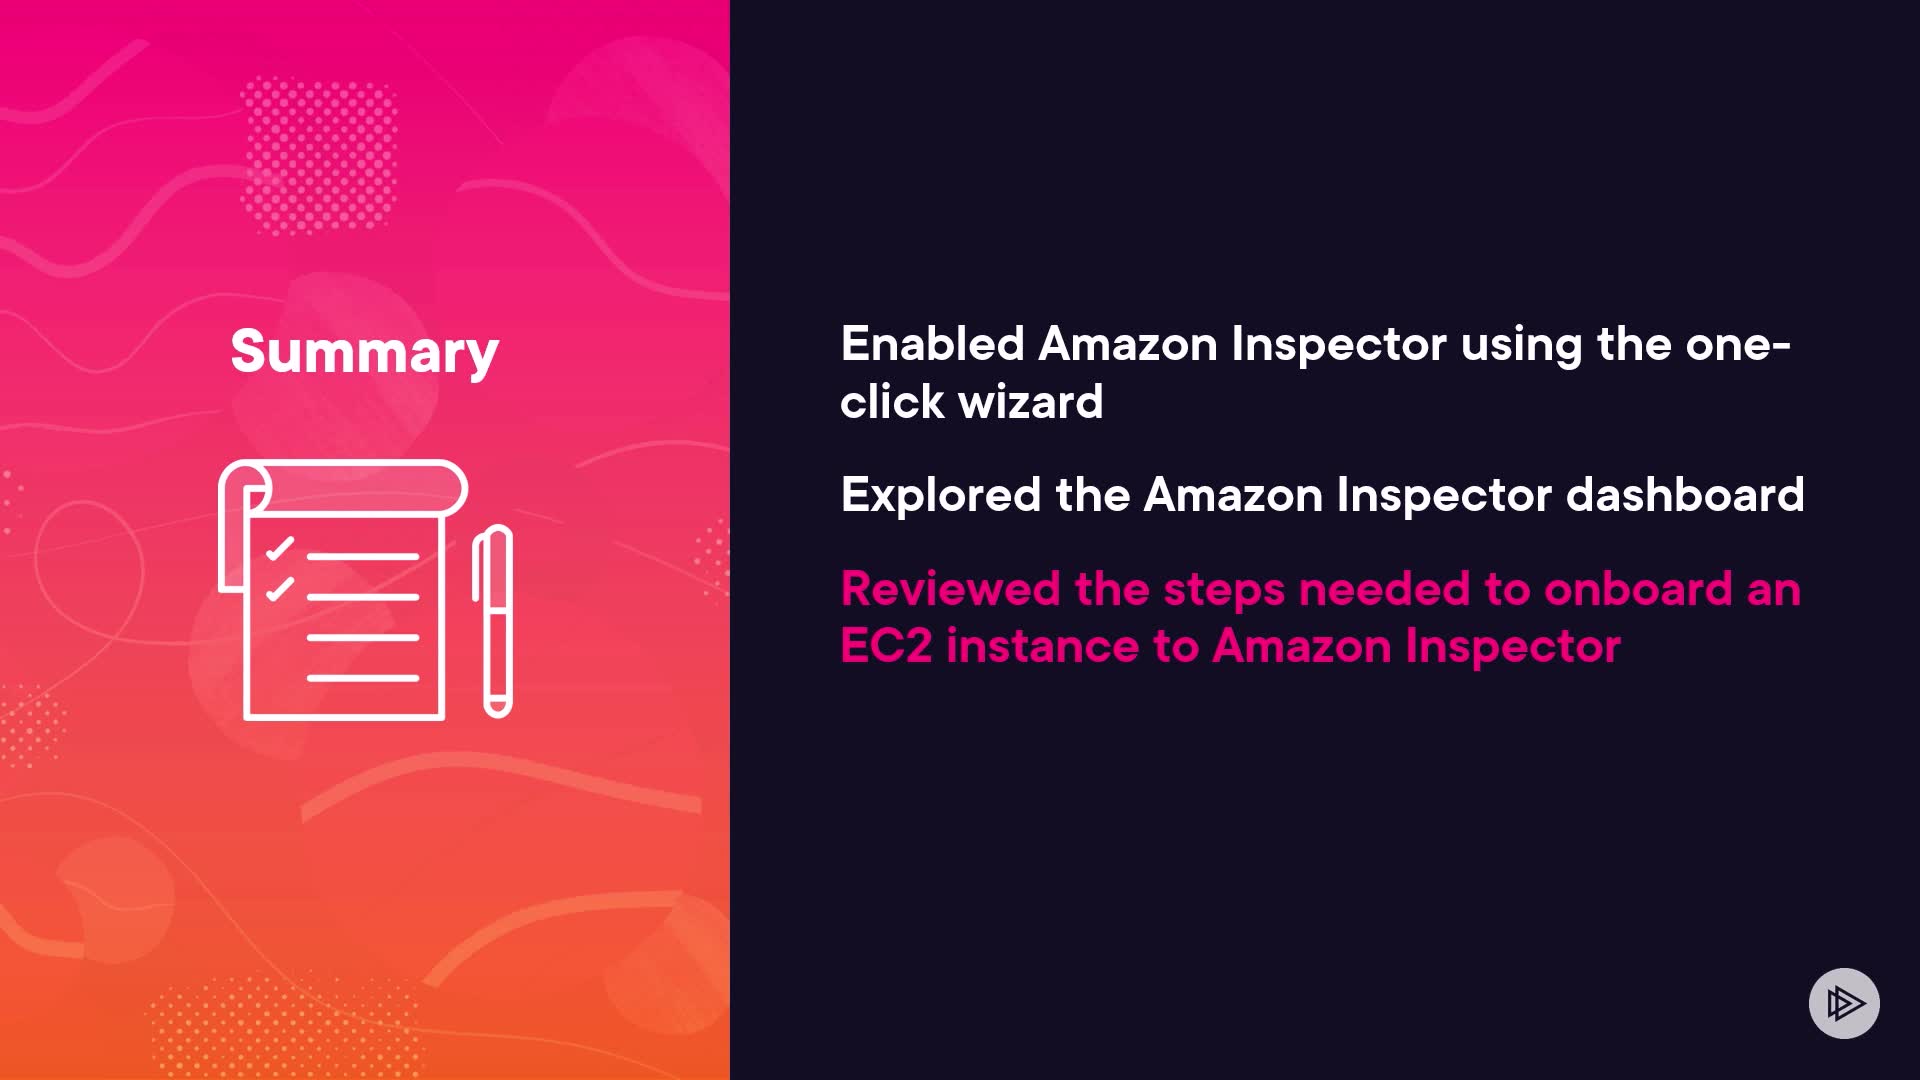 Summary
Enabled Amazon Inspector using the one-
click wizard
Explored the Amazon Inspector dashboard
Reviewed the steps needed to onboard an
EC2 instance to Amazon Inspector